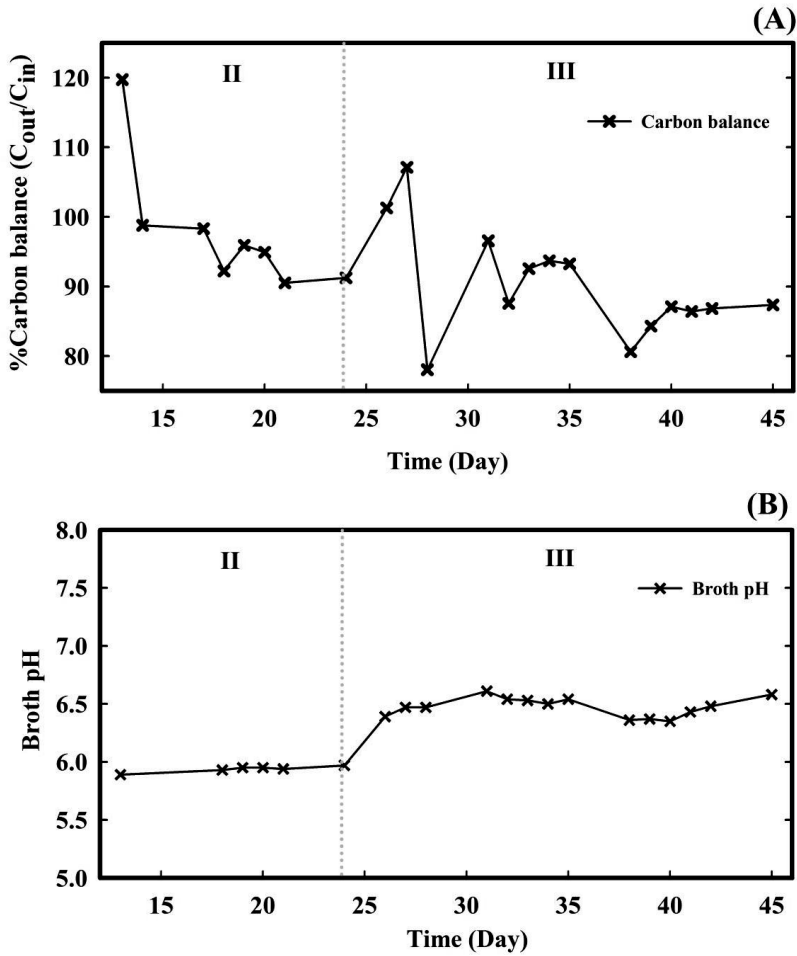 (A)
%Carbon balance (Cout/Cin)
120
110
100
90
80
II
III
Carbon balance
15 20 25 30 35 40 45
Time (Day)
(B)
Broth pH
8.0
7.5
7.0
6.5
6.0
5.5
5.0
II
III
Broth pH
15 20 25 30 35 40 45
Time (Day)